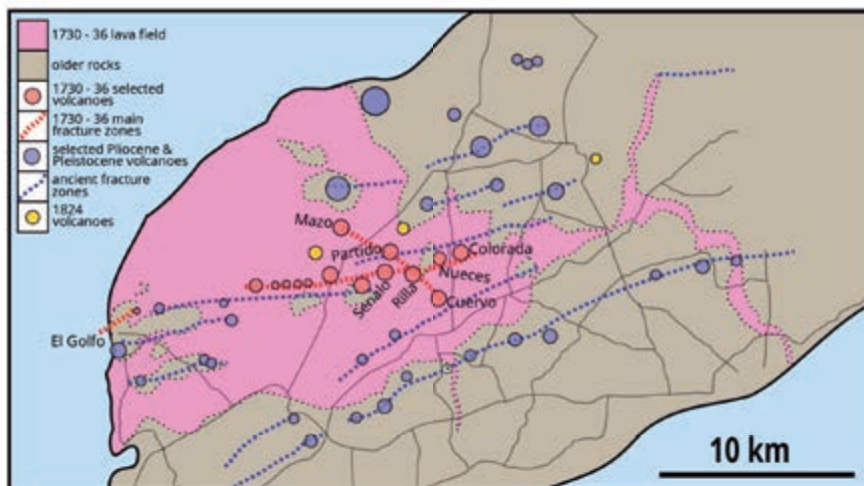 1730 - 36 lava field
older rocks
1730 - 36 selected
volcanoes
1730 - 36 main
fracture zones
selected Pliocene &
Pleistocene volcanoes
ancient fracture
zones
1824
volcanoes
Mazo
Partido
Colorada
Nueces
Señalo
Rilla
Cuervo
El Golfo
10 km